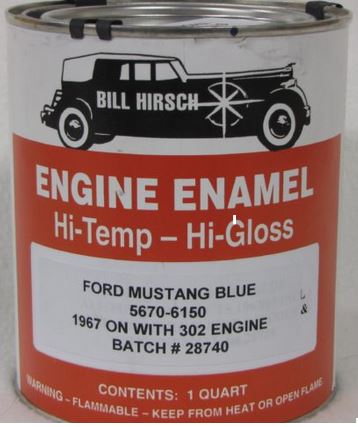 BILL HIRSCH
ENGINE ENAMEL
Hi-Temp – Hi-Gloss
FORD MUSTANG BLUE
5670-6150 L
1967 ON WITH 302 ENGINE &
BATCH # 28740
CONTENTS: 1 QUART
WARNING – FLAMMABLE – KEEP FROM HEAT OR OPEN FLAME